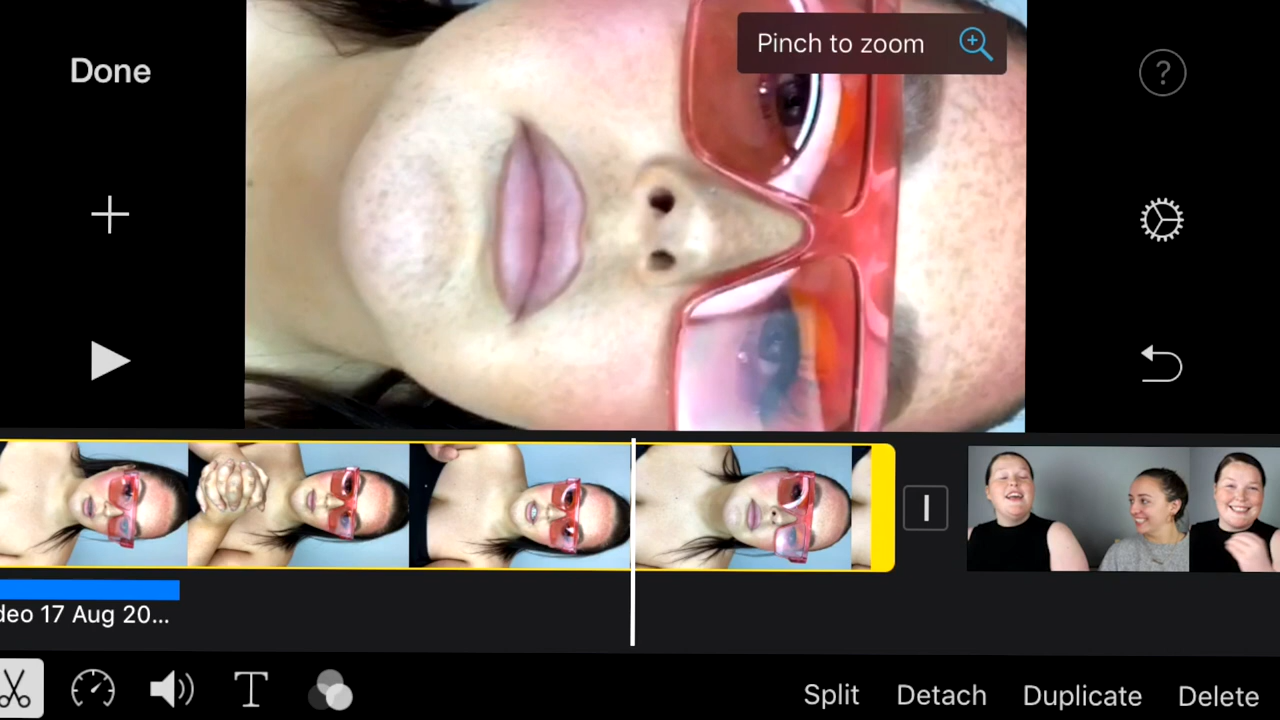 Done
Pinch to zoom
?
deo 17 Aug 20...
T
Split
Detach
Duplicate
Delete